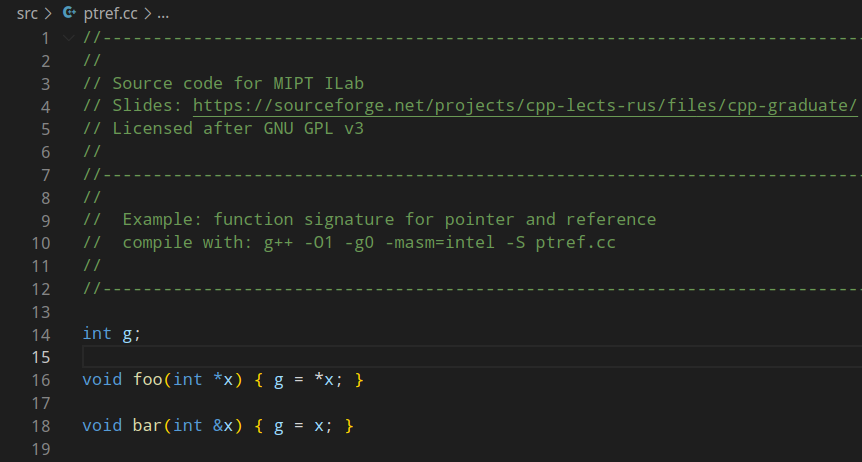 src > ptref.cc > ...
1 //----------------------------------------------------------------------------
2 //
3 // Source code for MIPT ILab
4 // Slides: https://sourceforge.net/projects/cpp-lects-rus/files/cpp-graduate/
5 // Licensed after GNU GPL v3
6 //
7 //----------------------------------------------------------------------------
8 //
9 //  Example: function signature for pointer and reference
10 //  compile with: g++ -O1 -g0 -masm=intel -S ptref.cc
11 //
12 //----------------------------------------------------------------------------
13
14 int g;
15
16 void foo(int *x) { g = *x; }
17
18 void bar(int &x) { g = x; }
19